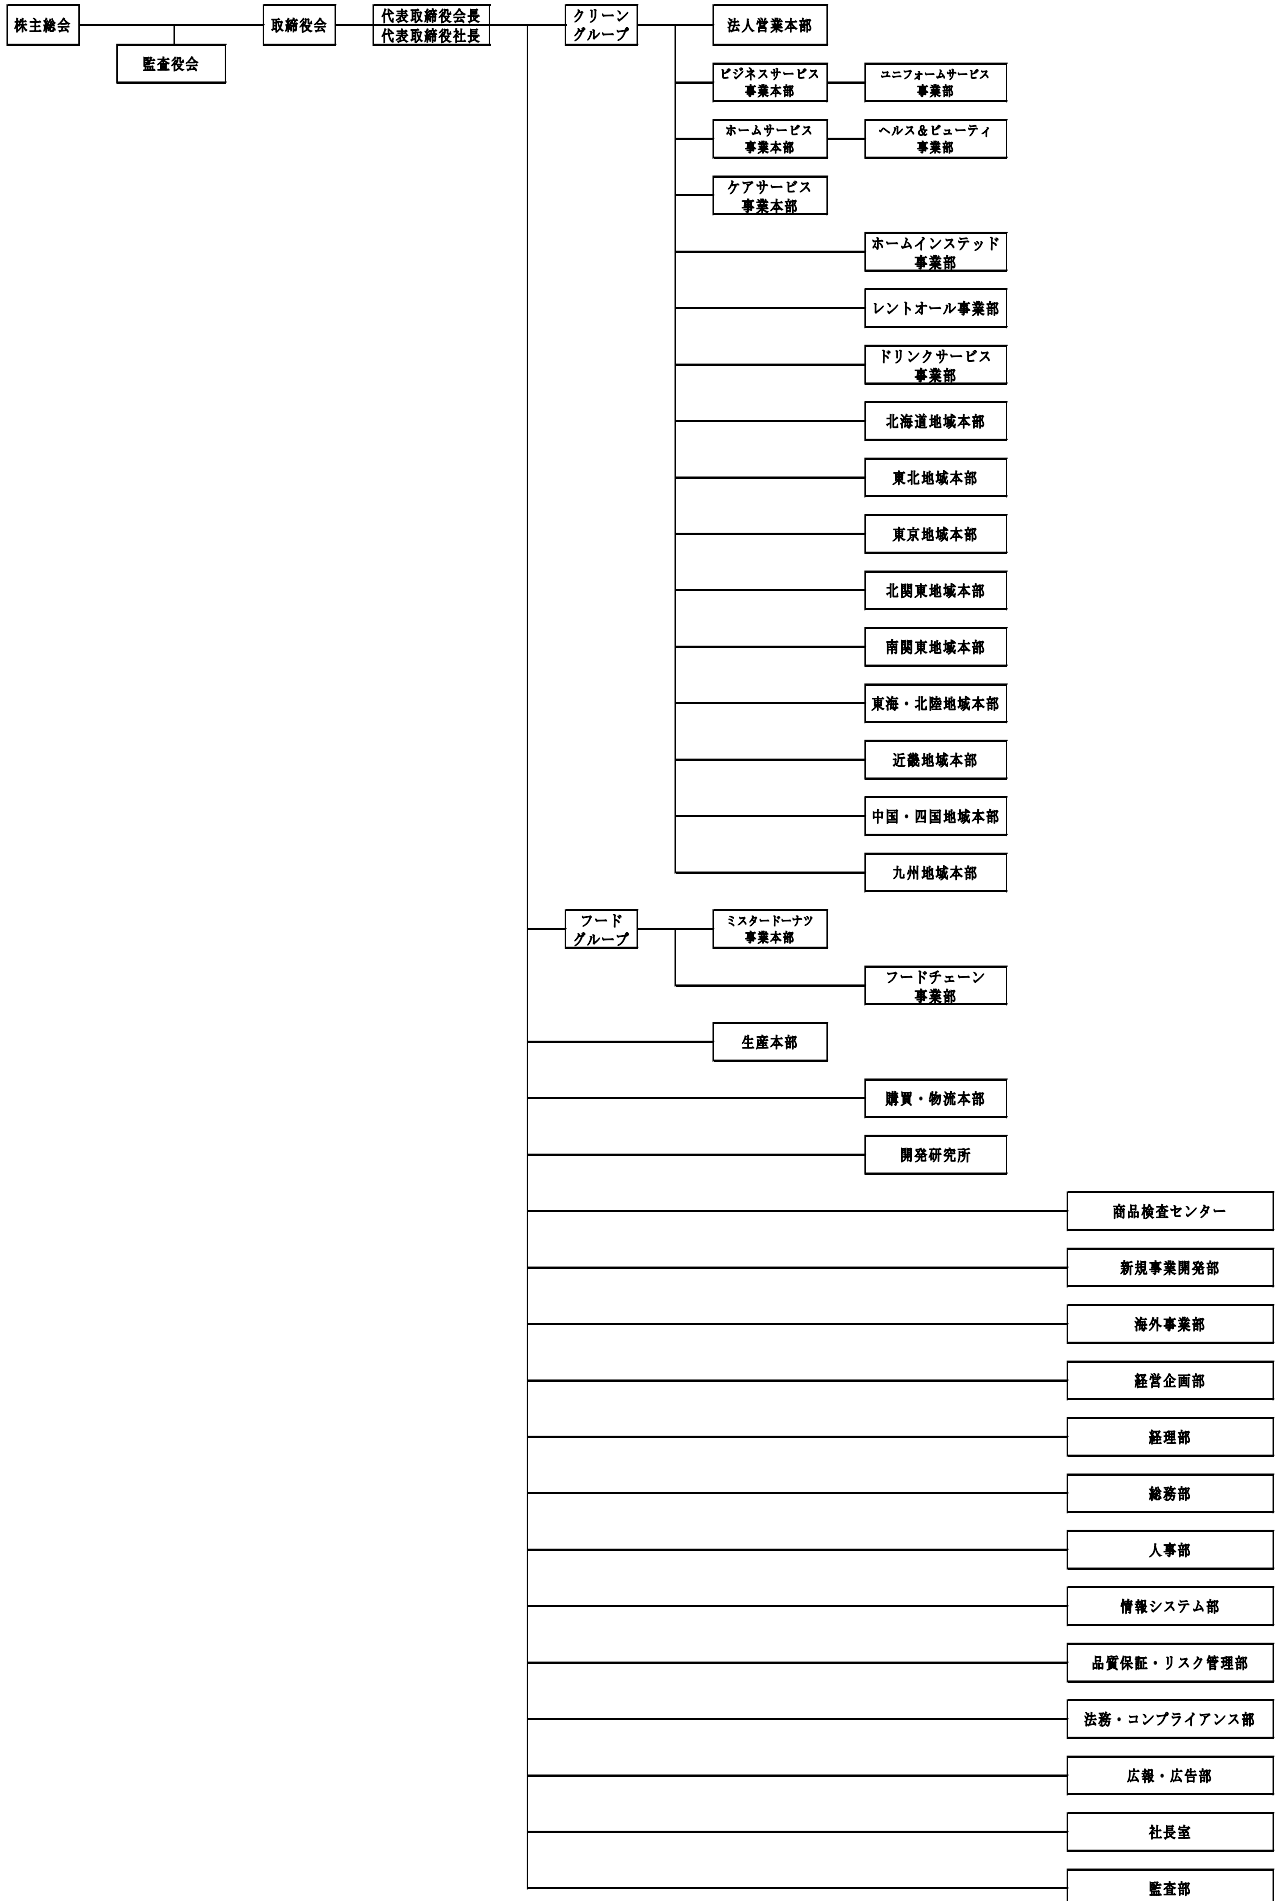 株主総会
監査役会
取締役会
代表取締役会長
代表取締役社長
クリーン
グループ
法人営業本部
ビジネスサービス
事業本部
ユニフォームサービス
事業部
ホームサービス
事業本部
ヘルス＆ビューティ
事業部
ケアサービス
事業本部
ホームインステッド
事業部
レントオール事業部
ドリンクサービス
事業部
北海道地域本部
東北地域本部
東京地域本部
北関東地域本部
南関東地域本部
東海・北陸地域本部
近畿地域本部
中国・四国地域本部
九州地域本部
フード
グループ
ミスタードーナツ
事業本部
フードチェーン
事業部
生産本部
購買・物流本部
開発研究所
商品検査センター
新規事業開発部
海外事業部
経営企画部
経理部
総務部
人事部
情報システム部
品質保証・リスク管理部
法務・コンプライアンス部
広報・広告部
社長室
監査部